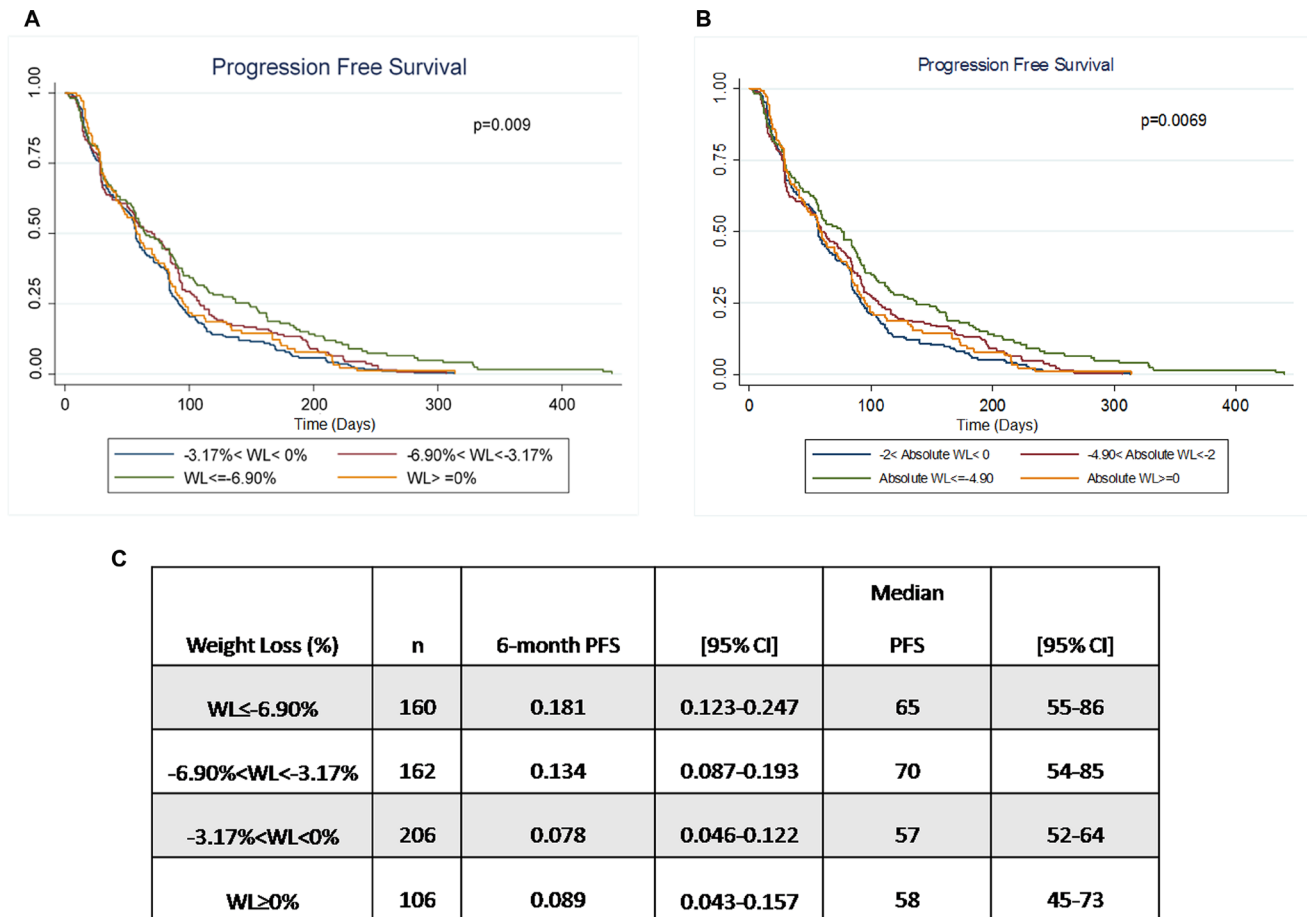 A
Progression Free Survival
p=0.009
1.00
0.75
0.50
0.25
0.00
0 100 200 300 400
Time (Days)
-3.17%< WL< 0% -6.90%< WL<-3.17%
WL<=-6.90% WL> =0%
B
Progression Free Survival
p=0.0069
1.00
0.75
0.50
0.25
0.00
0 100 200 300 400
Time (Days)
-2< Absolute WL< 0 -4.90< Absolute WL<-2
Absolute WL<=-4.90 Absolute WL>=0
C
Weight Loss (%) n 6-month PFS [95% CI] Median PFS [95% CI]
WL≤-6.90% 160 0.181 0.123-0.247 65 55-86
-6.90%<WL<-3.17% 162 0.134 0.087-0.193 70 54-85
-3.17%<WL<0% 206 0.078 0.046-0.122 57 52-64
WL≥0% 106 0.089 0.043-0.157 58 45-73